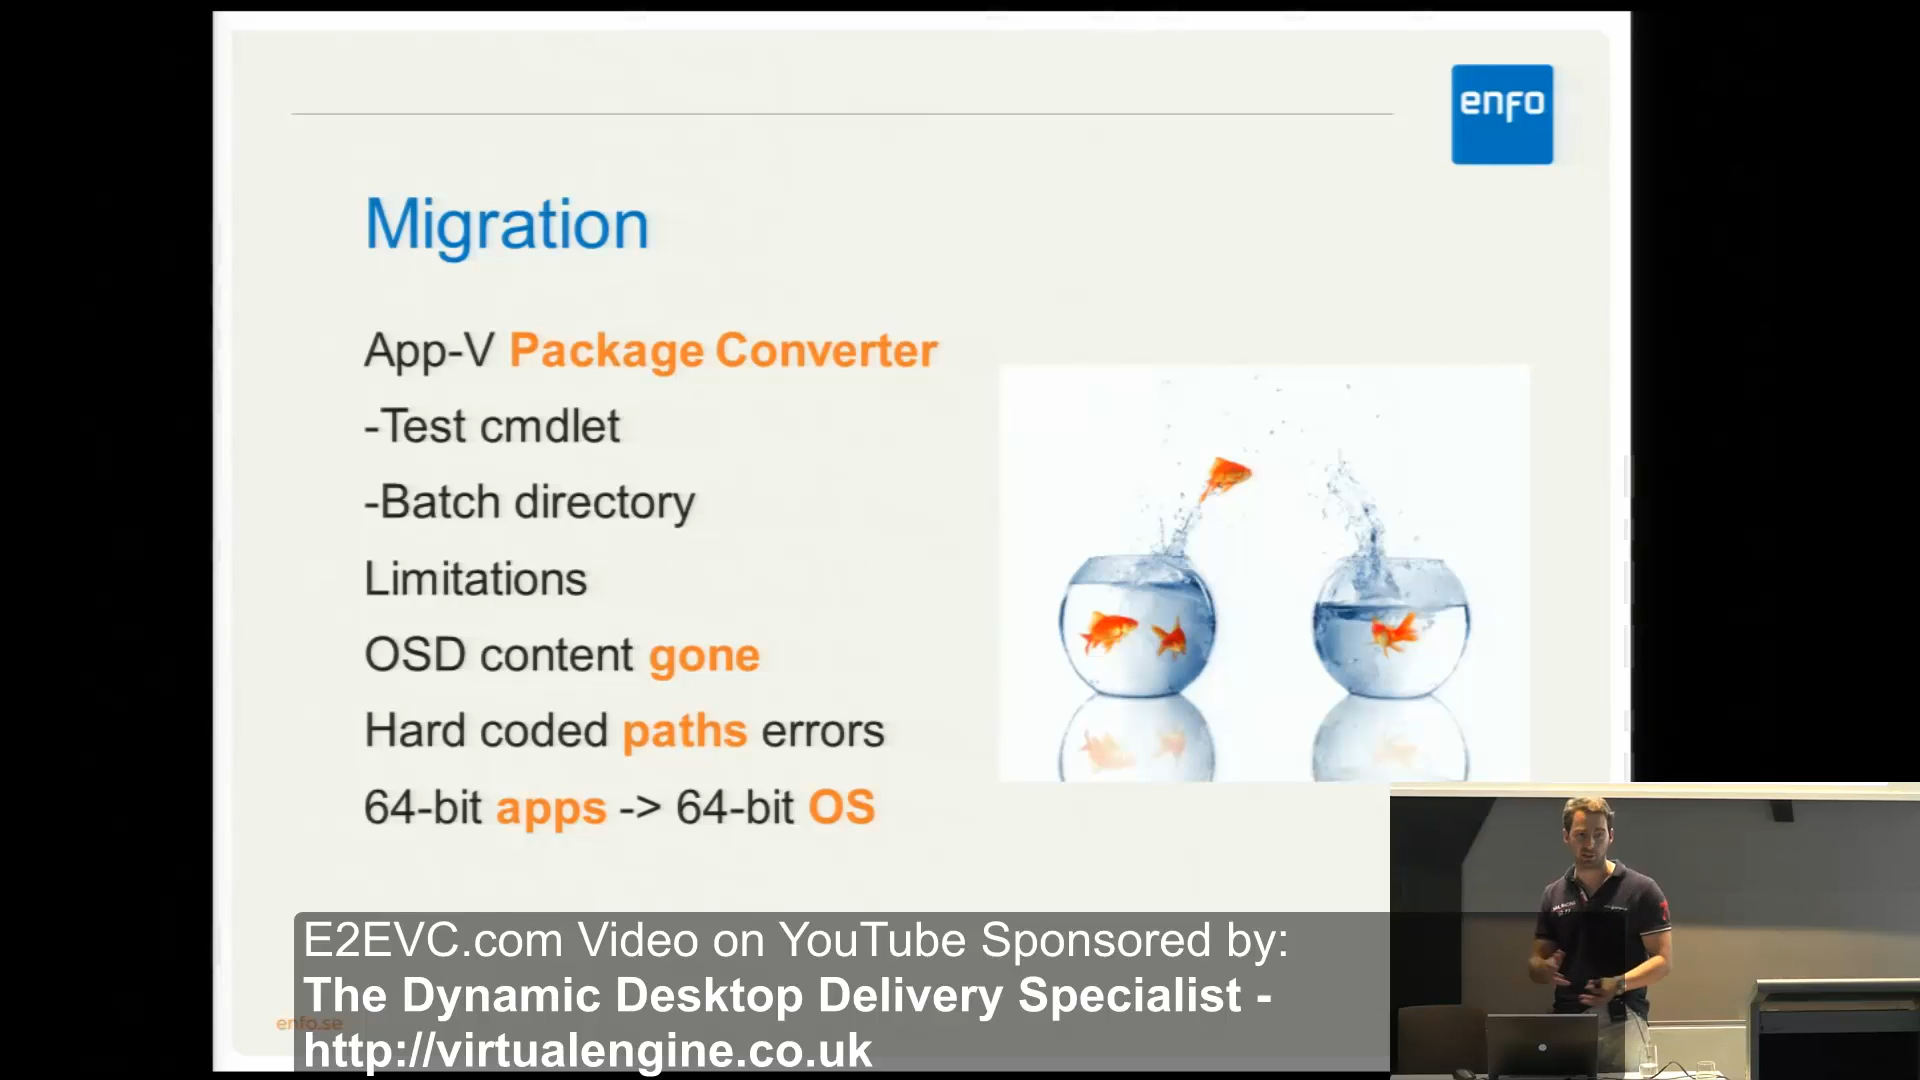 enfo
Migration
App-V Package Converter
-Test cmdlet
-Batch directory
Limitations
OSD content gone
Hard coded paths errors
64-bit apps -> 64-bit OS
E2EVC.com Video on YouTube Sponsored by:
The Dynamic Desktop Delivery Specialist -
enfo.se
http://virtualengine.co.uk